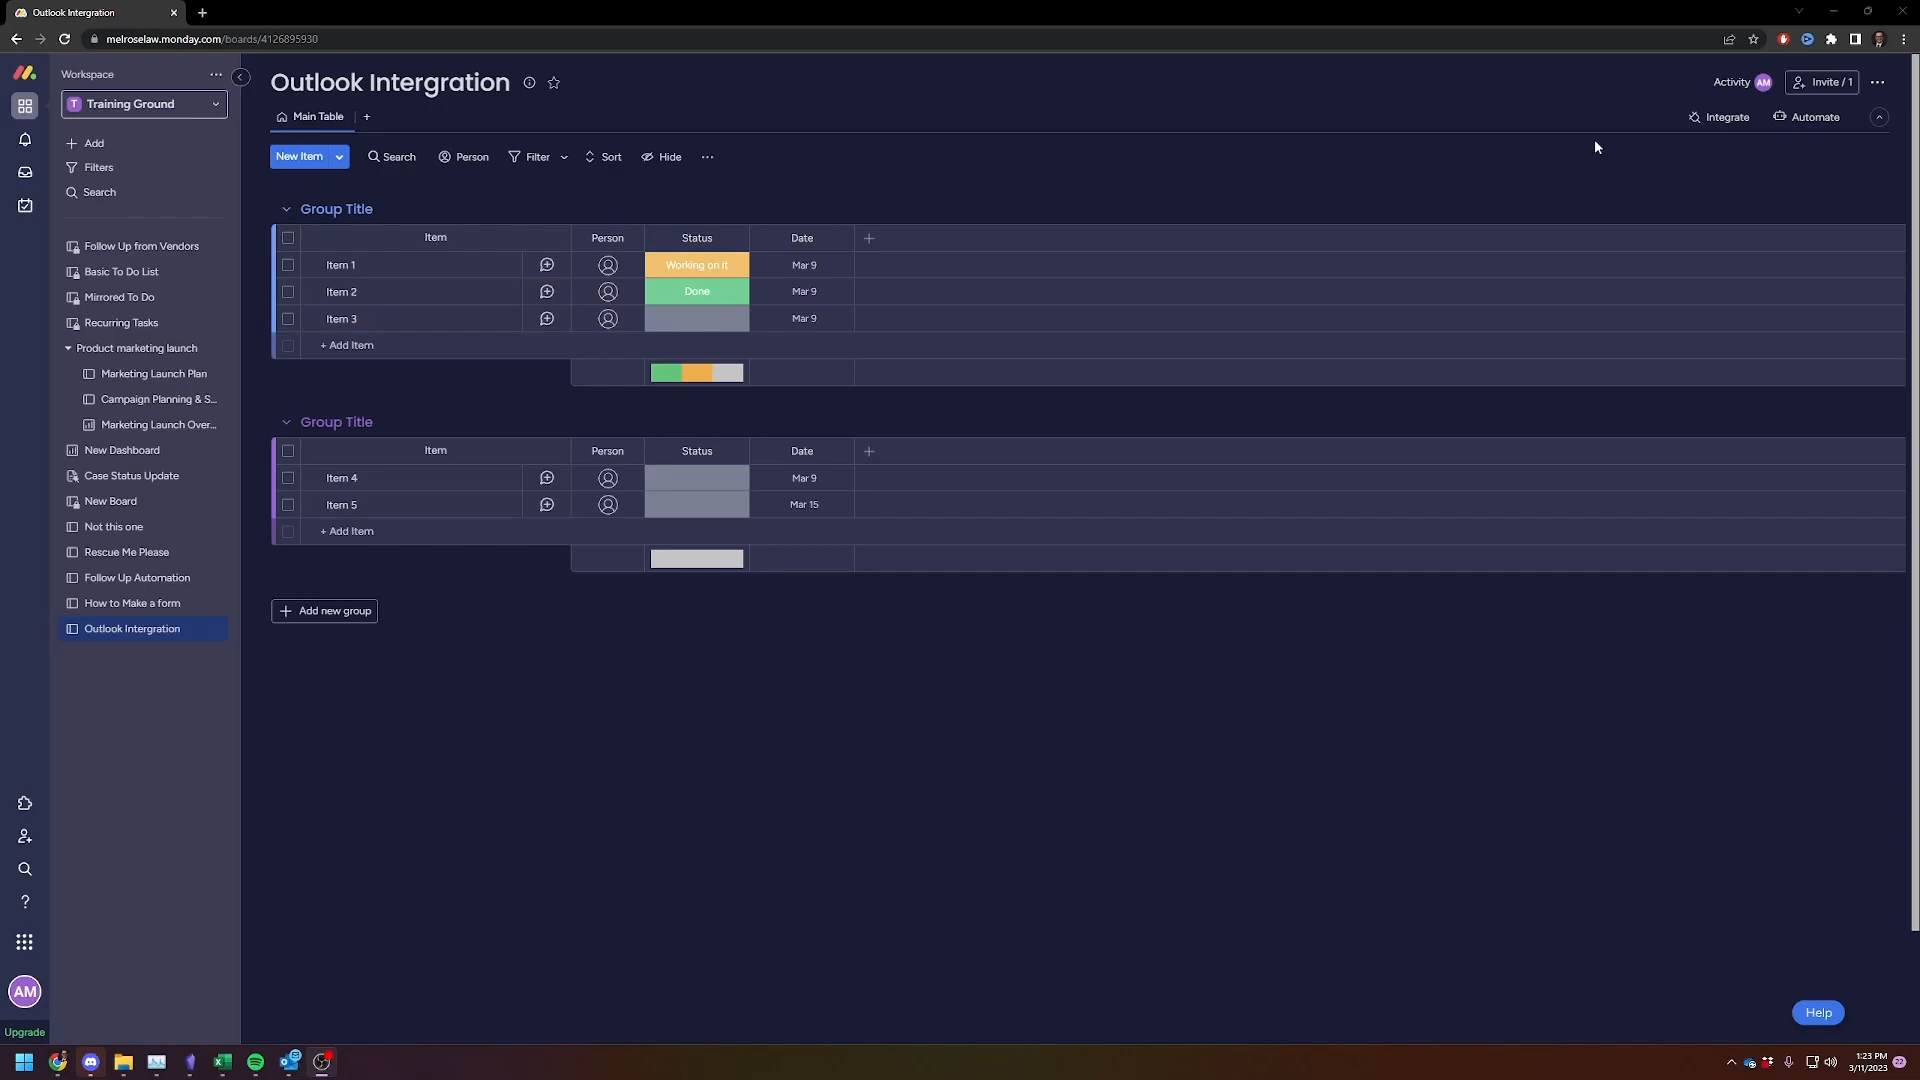 Outlook Intergration
melroselaw.monday.com/boards/4126895930
Workspace
T Training Ground
Add
Filters
Search
Follow Up from Vendors
Basic To Do List
Mirrored To Do
Recurring Tasks
Product marketing launch
Marketing Launch Plan
Campaign Planning & S...
Marketing Launch Over...
New Dashboard
Case Status Update
New Board
Not this one
Rescue Me Please
Follow Up Automation
How to Make a form
Outlook Intergration
AM
Upgrade
Outlook Intergration
Activity AM Invite / 1
Main Table +
Integrate Automate
New Item Search Person Filter Sort Hide
Group Title
Item Person Status Date
Item 1 Working on it Mar 9
Item 2 Done Mar 9
Item 3 Mar 9
+ Add Item
Group Title
Item Person Status Date
Item 4 Mar 9
Item 5 Mar 15
+ Add Item
Add new group
Help
1:23 PM
3/11/2023
22